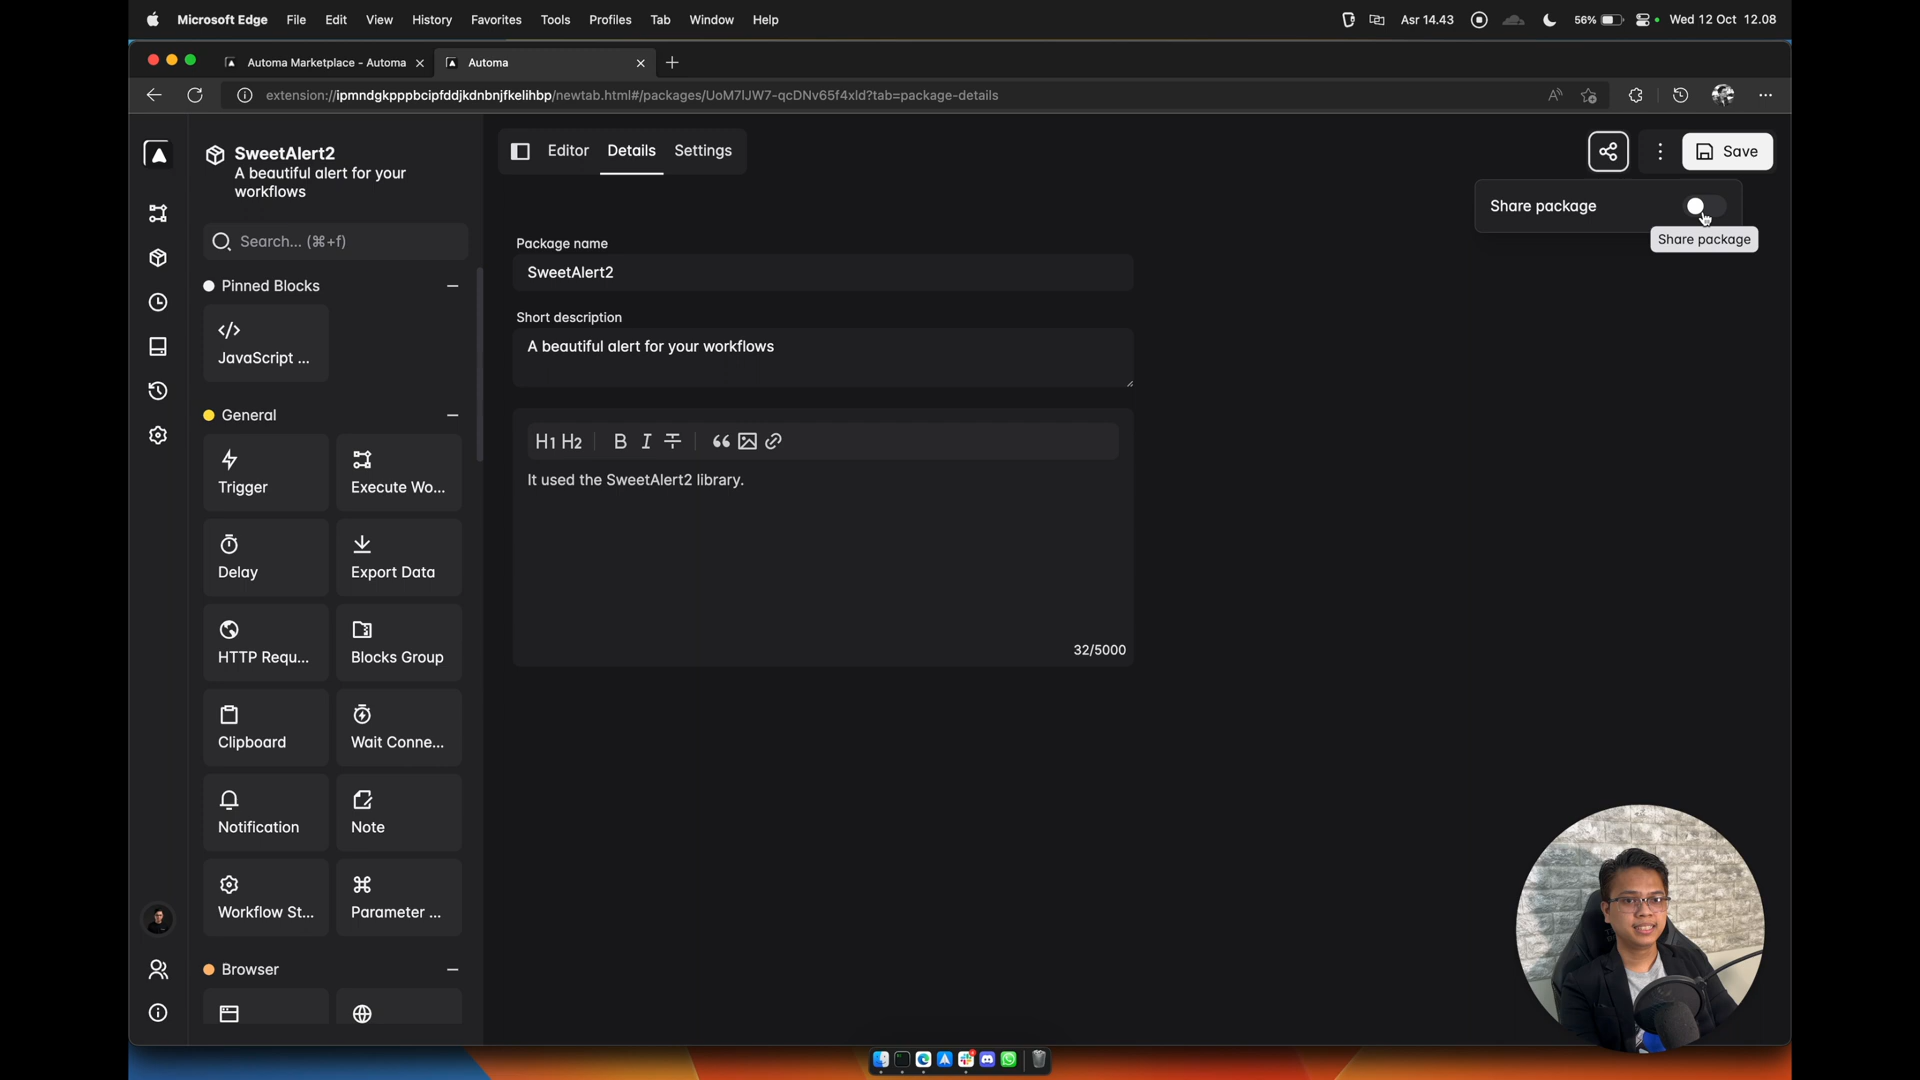 Microsoft Edge File Edit View History Favorites Tools Profiles Tab Window Help
Asr 14.43 56% Wed 12 Oct 12.08
Automa Marketplace - Automa
Automa
extension://ipmndgkpppbcipfddjkdnbnjfkelihbp/newtab.html#/packages/UoM7lJW7-qcDNv65f4xld?tab=package-details
SweetAlert2
A beautiful alert for your
workflows
Editor Details Settings
Save
Share package
Share package
Search... (⌘+f)
Pinned Blocks
JavaScript ...
General
Trigger
Execute Wo...
Delay
Export Data
HTTP Requ...
Blocks Group
Clipboard
Wait Conne...
Notification
Note
Workflow St...
Parameter ...
Browser
Package name
SweetAlert2
Short description
A beautiful alert for your workflows
H1 H2 B I
It used the SweetAlert2 library.
32/5000